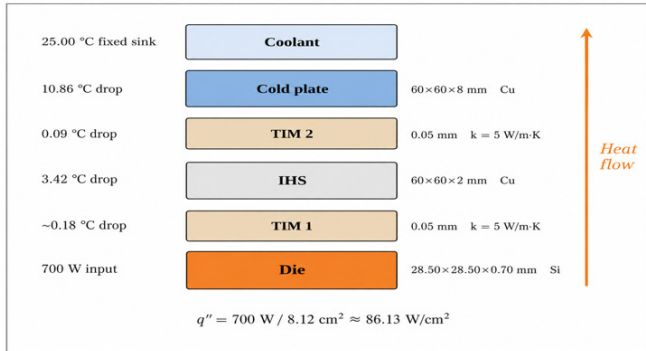 25.00 °C fixed sink Coolant
10.86 °C drop Cold plate 60×60×8 mm Cu
0.09 °C drop TIM 2 0.05 mm k = 5 W/m·K
3.42 °C drop IHS 60×60×2 mm Cu
~0.18 °C drop TIM 1 0.05 mm k = 5 W/m·K
700 W input Die 28.50×28.50×0.70 mm Si
Heat
flow
q″ = 700 W / 8.12 cm² ≈ 86.13 W/cm²